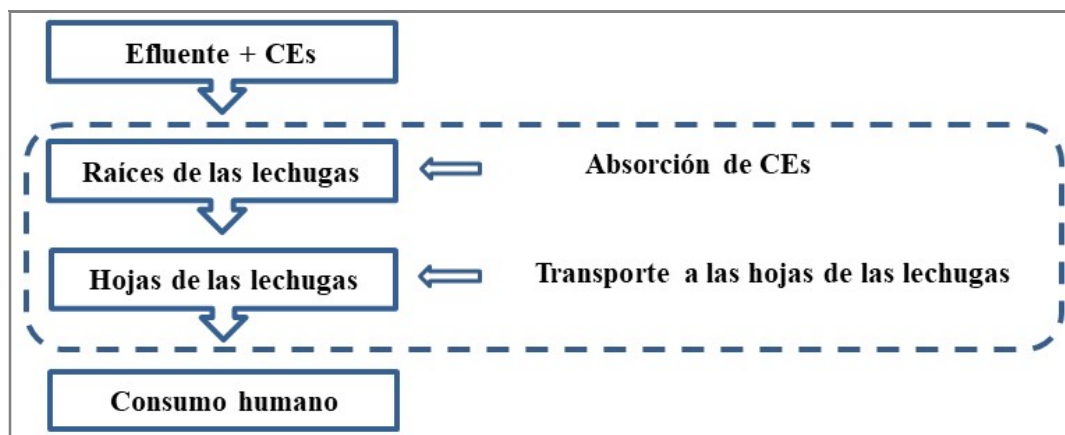 Efluente + CEs
Raíces de las lechugas
Absorción de CEs
Hojas de las lechugas
Transporte a las hojas de las lechugas
Consumo humano